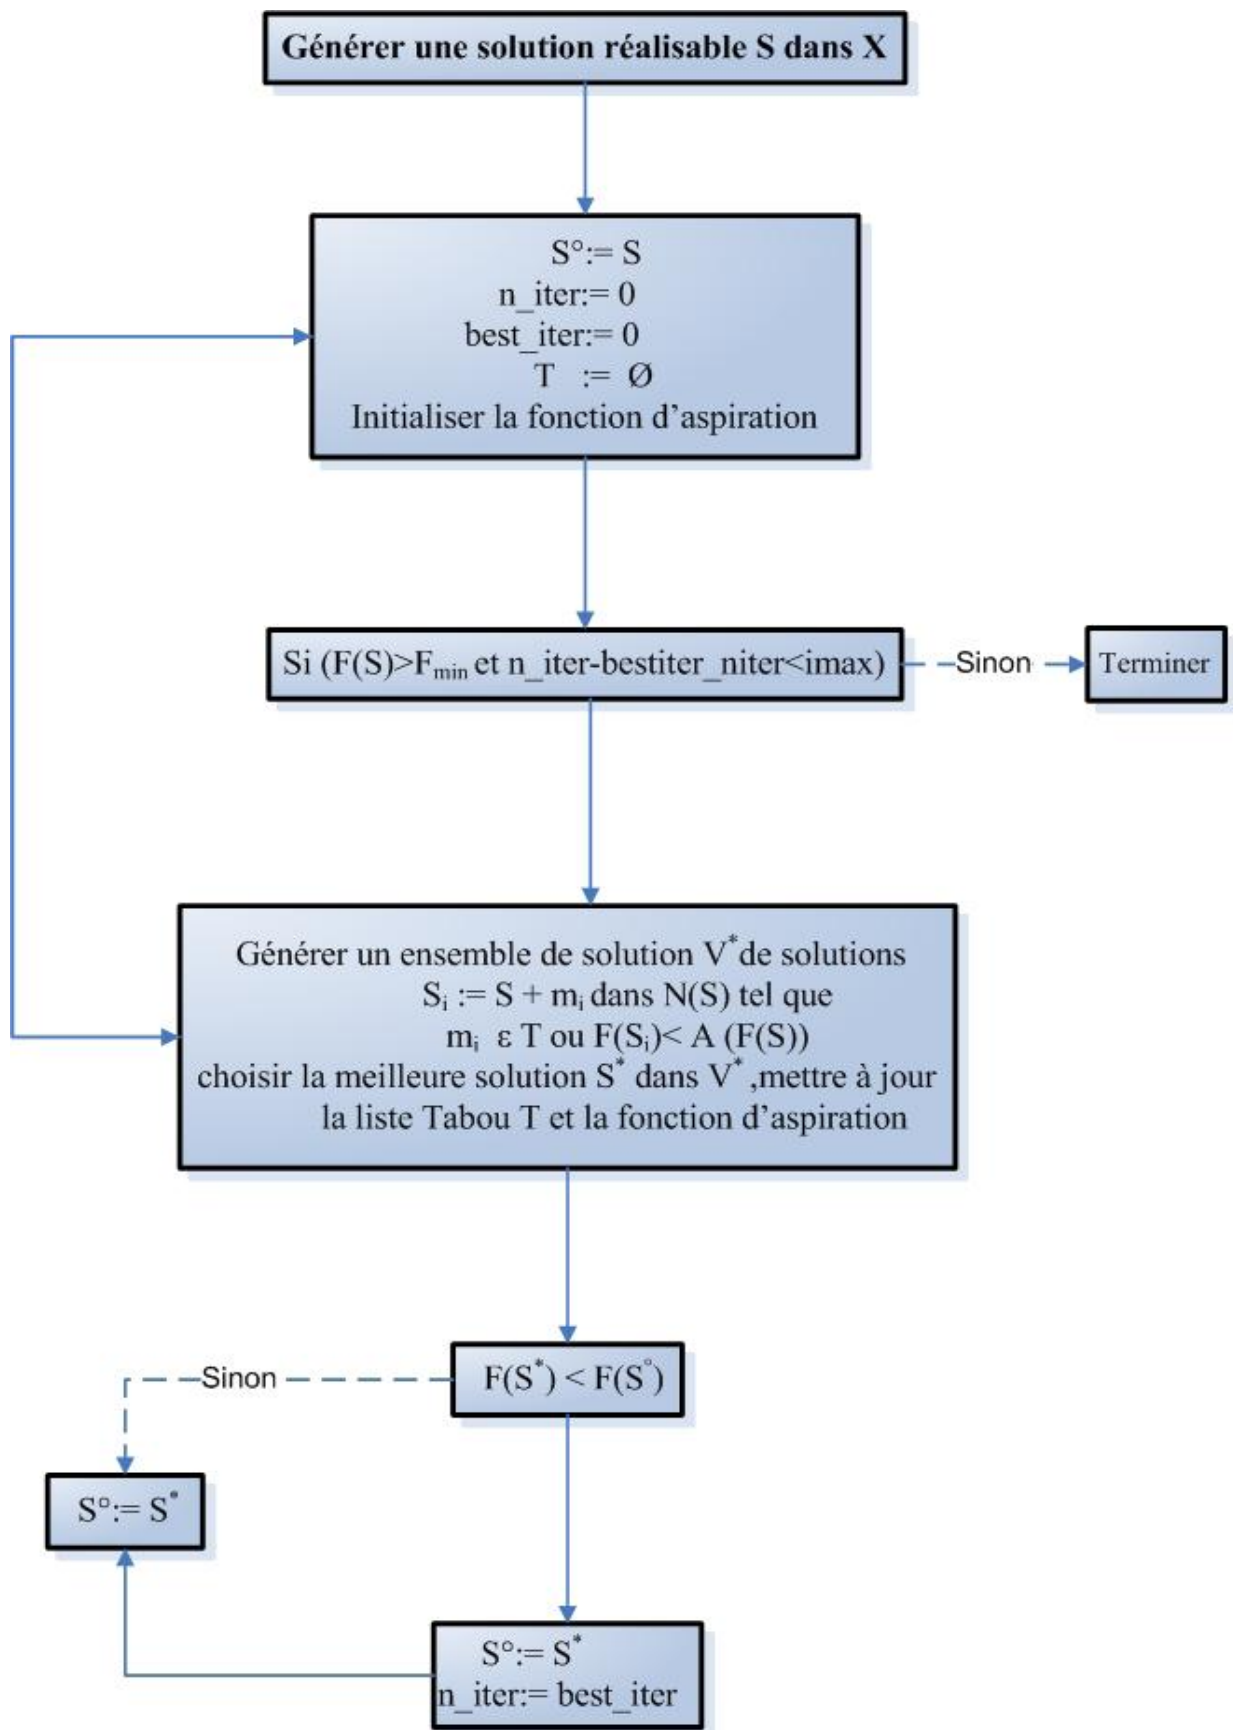 Générer une solution réalisable S dans X
S°:= S
n_iter:= 0
best_iter:= 0
T := Ø
Initialiser la fonction d’aspiration
Si (F(S)>Fmin et n_iter-bestiter_niter<imax)
Sinon
Terminer
Générer un ensemble de solution V*de solutions
Si := S + mi dans N(S) tel que
mi ε T ou F(Si)< A (F(S))
choisir la meilleure solution S* dans V* ,mettre à jour
la liste Tabou T et la fonction d’aspiration
Sinon
F(S*) < F(S°)
S°:= S*
S°:= S*
n_iter:= best_iter